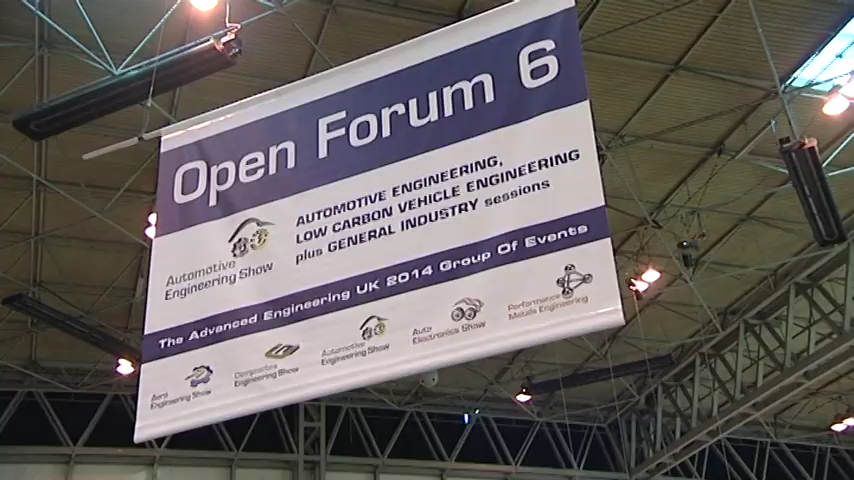 Open Forum 6
AUTOMOTIVE ENGINEERING,
LOW CARBON VEHICLE ENGINEERING
plus GENERAL INDUSTRY sessions
Automotive
Engineering Show
The Advanced Engineering UK 2014 Group Of Events
Aero
Engineering Show
Composites
Engineering Show
Automotive
Engineering Show
Auto
Electronics Show
Performance
Metals Engineering